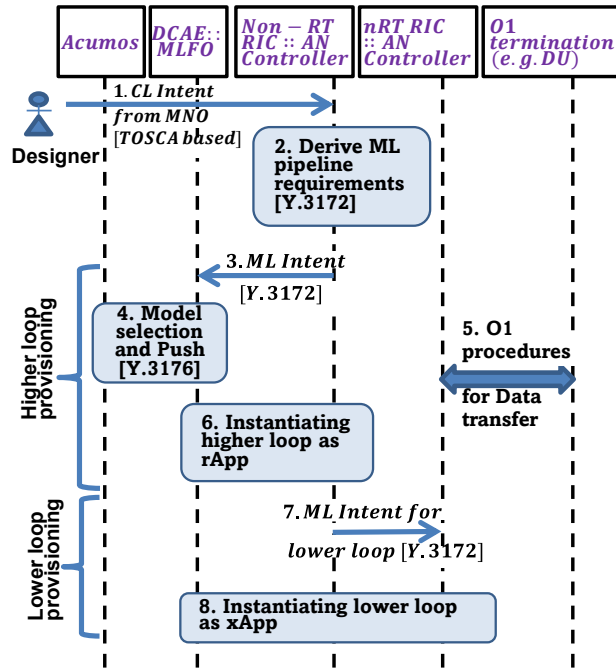 Acumos
DCAE::
MLFO
Non − RT
RIC :: AN
Controller
nRT RIC
:: AN
Controller
O1
termination
(e. g. DU)
1. CL Intent
from MNO
[TOSCA based]
Designer
2. Derive ML
pipeline
requirements
[Y.3172]
3. ML Intent
[Y. 3172]
Higher loop
provisioning
4. Model
selection
and Push
[Y.3176]
5. O1
procedures
for Data
transfer
6. Instantiating
higher loop as
rApp
Lower loop
provisioning
7. ML Intent for
lower loop [Y. 3172]
8. Instantiating lower loop
as xApp